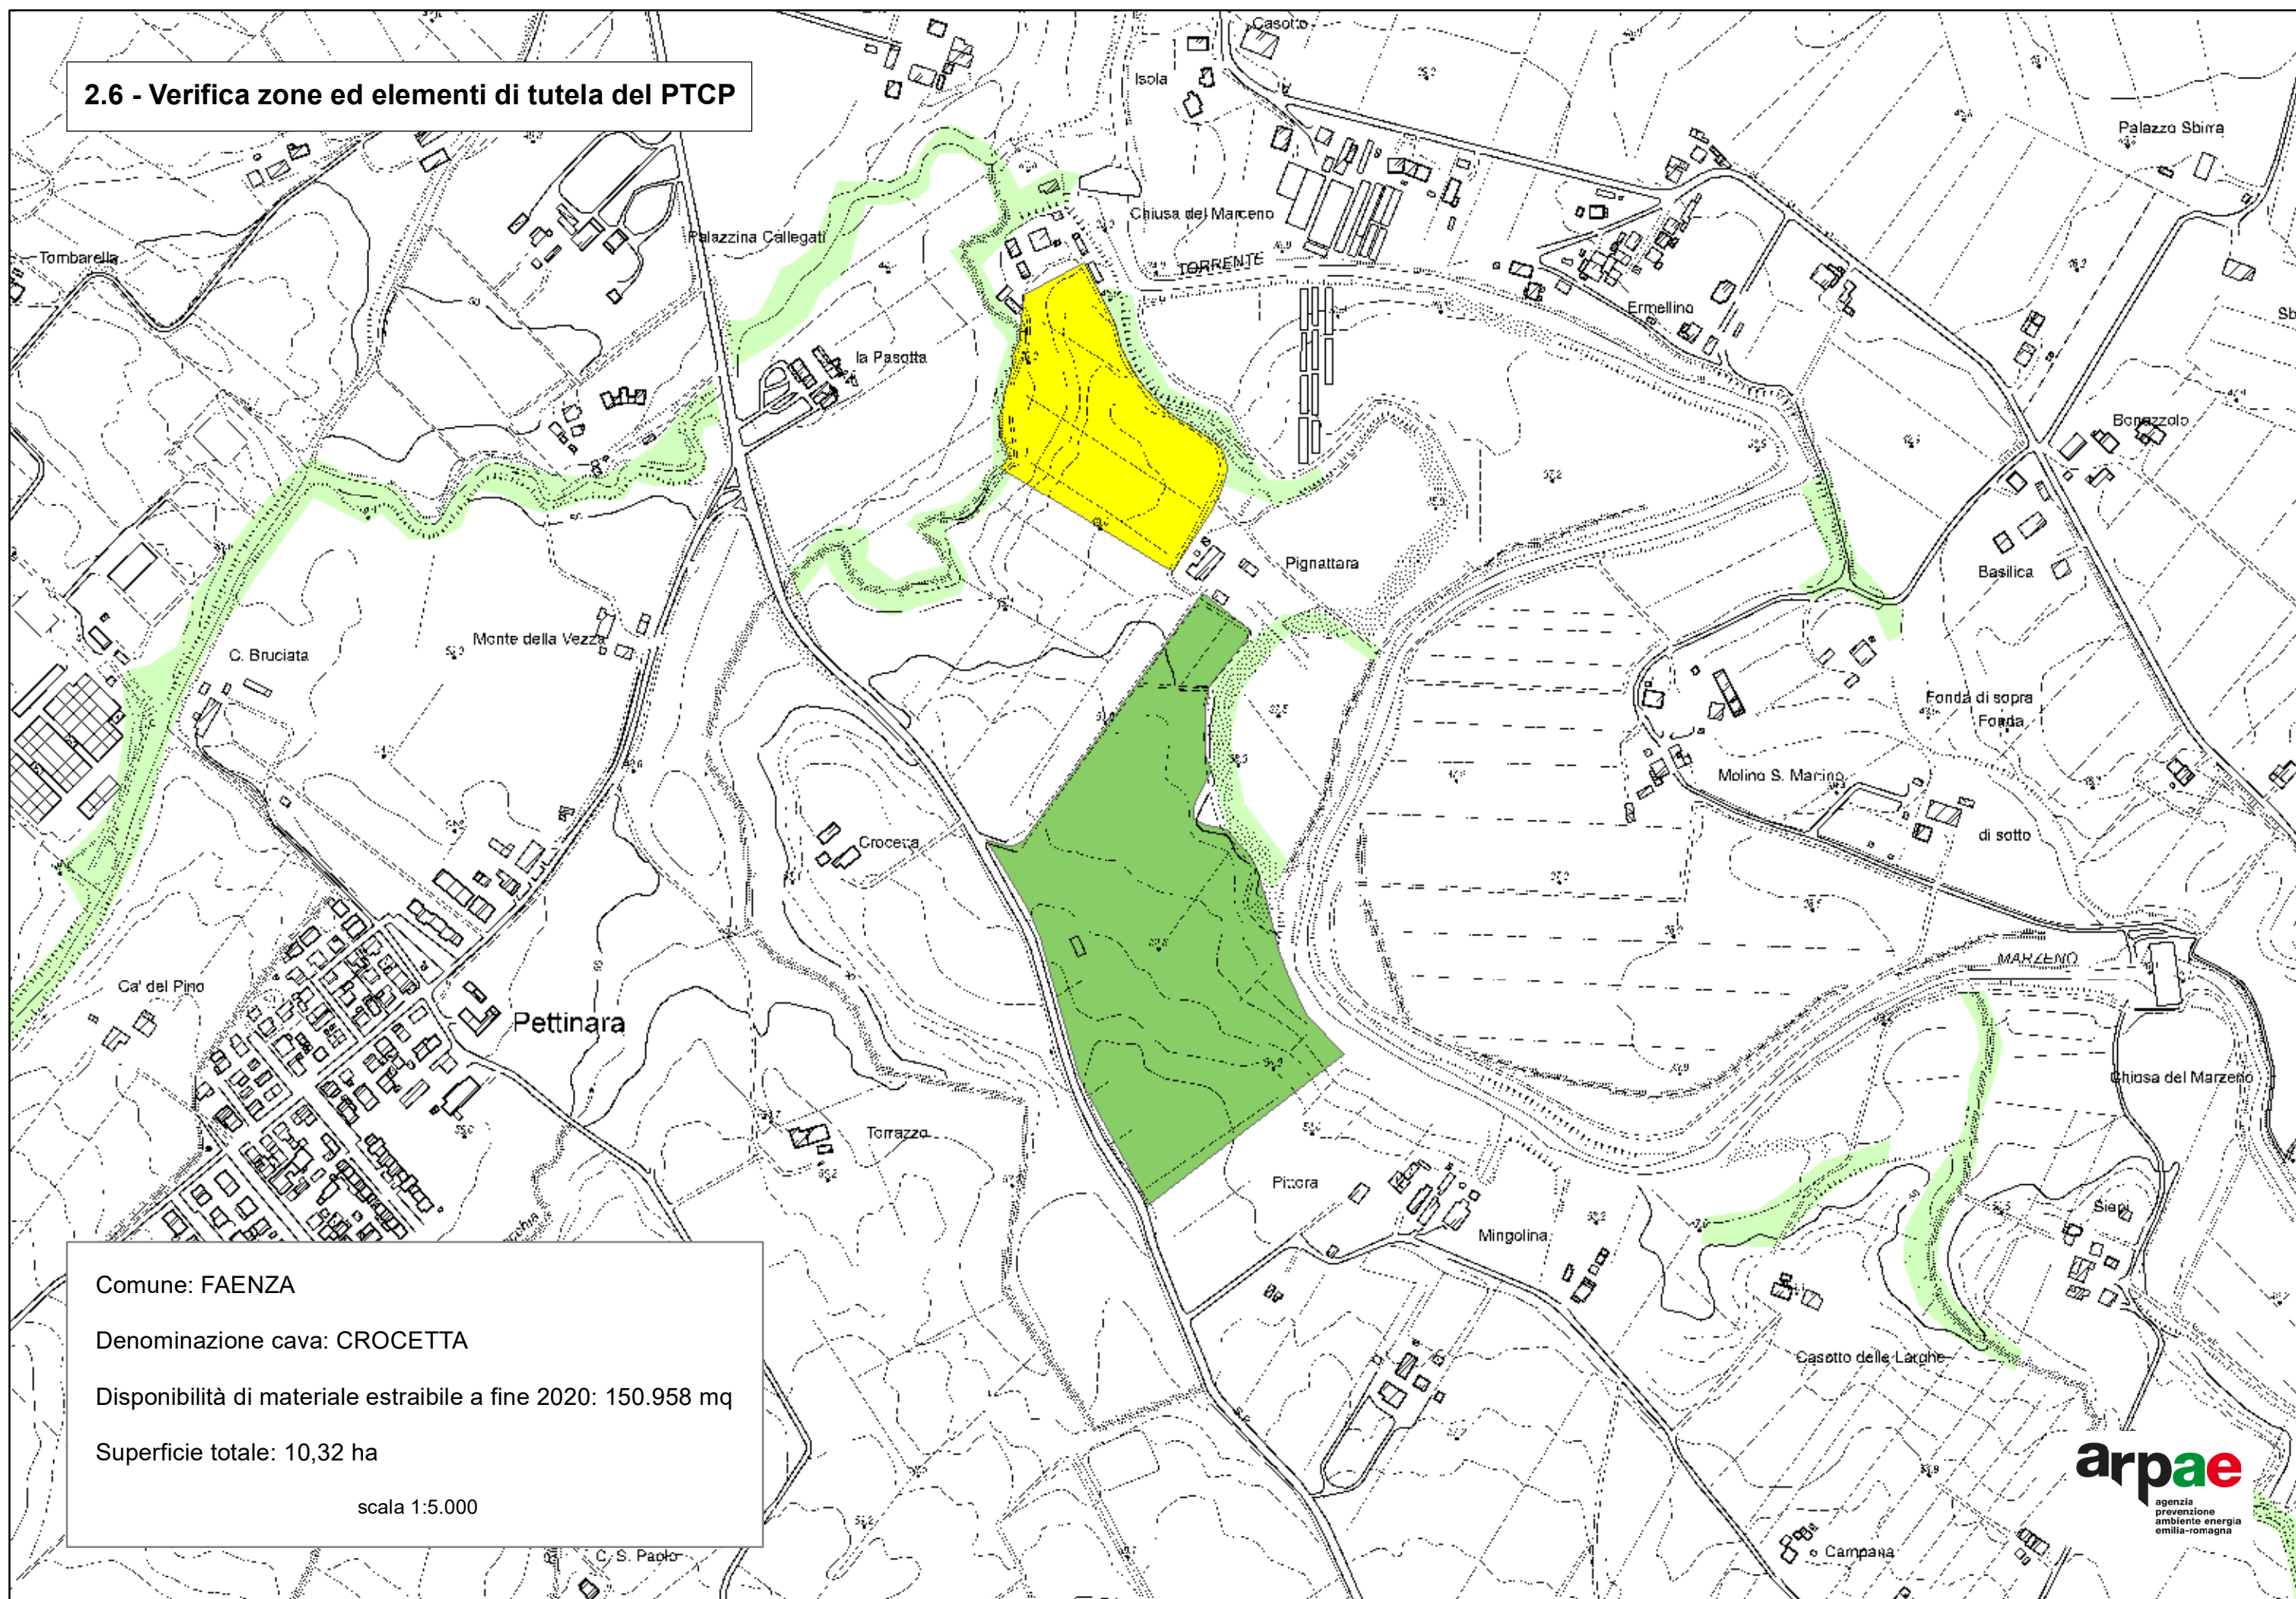 2.6 - Verifica zone ed elementi di tutela del PTCP
Casotto
Isola
Palazzo Sbirra
Chiusa del Marceno
Palazzina Callegati
Tombarella
TORRENTE
Ermellino
Sb
la Pasotta
Bonazzolo
Pignattara
Basilica
Monte della Vezza
C. Bruciata
Fonda di sopra
Fonda
Molino S. Martino
di sotto
Crocetta
MARZENO
Ca' del Pino
Pettinara
Chiusa del Marzeno
Torrazzo
Pittora
Siepi
Mingolina
Casotto delle Larghe
Comune: FAENZA
Denominazione cava: CROCETTA
Disponibilità di materiale estraibile a fine 2020: 150.958 mq
Superficie totale: 10,32 ha
scala 1:5.000
arpae
agenzia
prevenzione
ambiente energia
emilia-romagna
C. S. Paolo
Campana